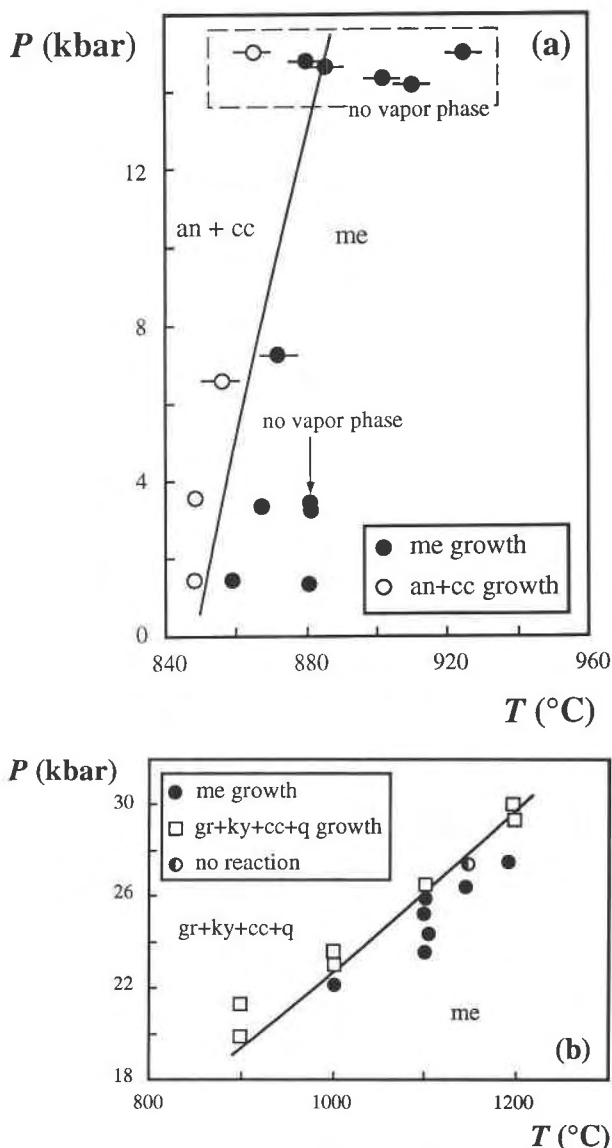 P (kbar)
(a)
no vapor phase
12
an + cc
me
8
no vapor phase
4
me growth
an+cc growth
0
840
880
920
960
T (°C)
P (kbar)
30
me growth
gr+ky+cc+q growth
no reaction
26
gr+ky+cc+q
22
me
(b)
18
800
1000
1200
T (°C)